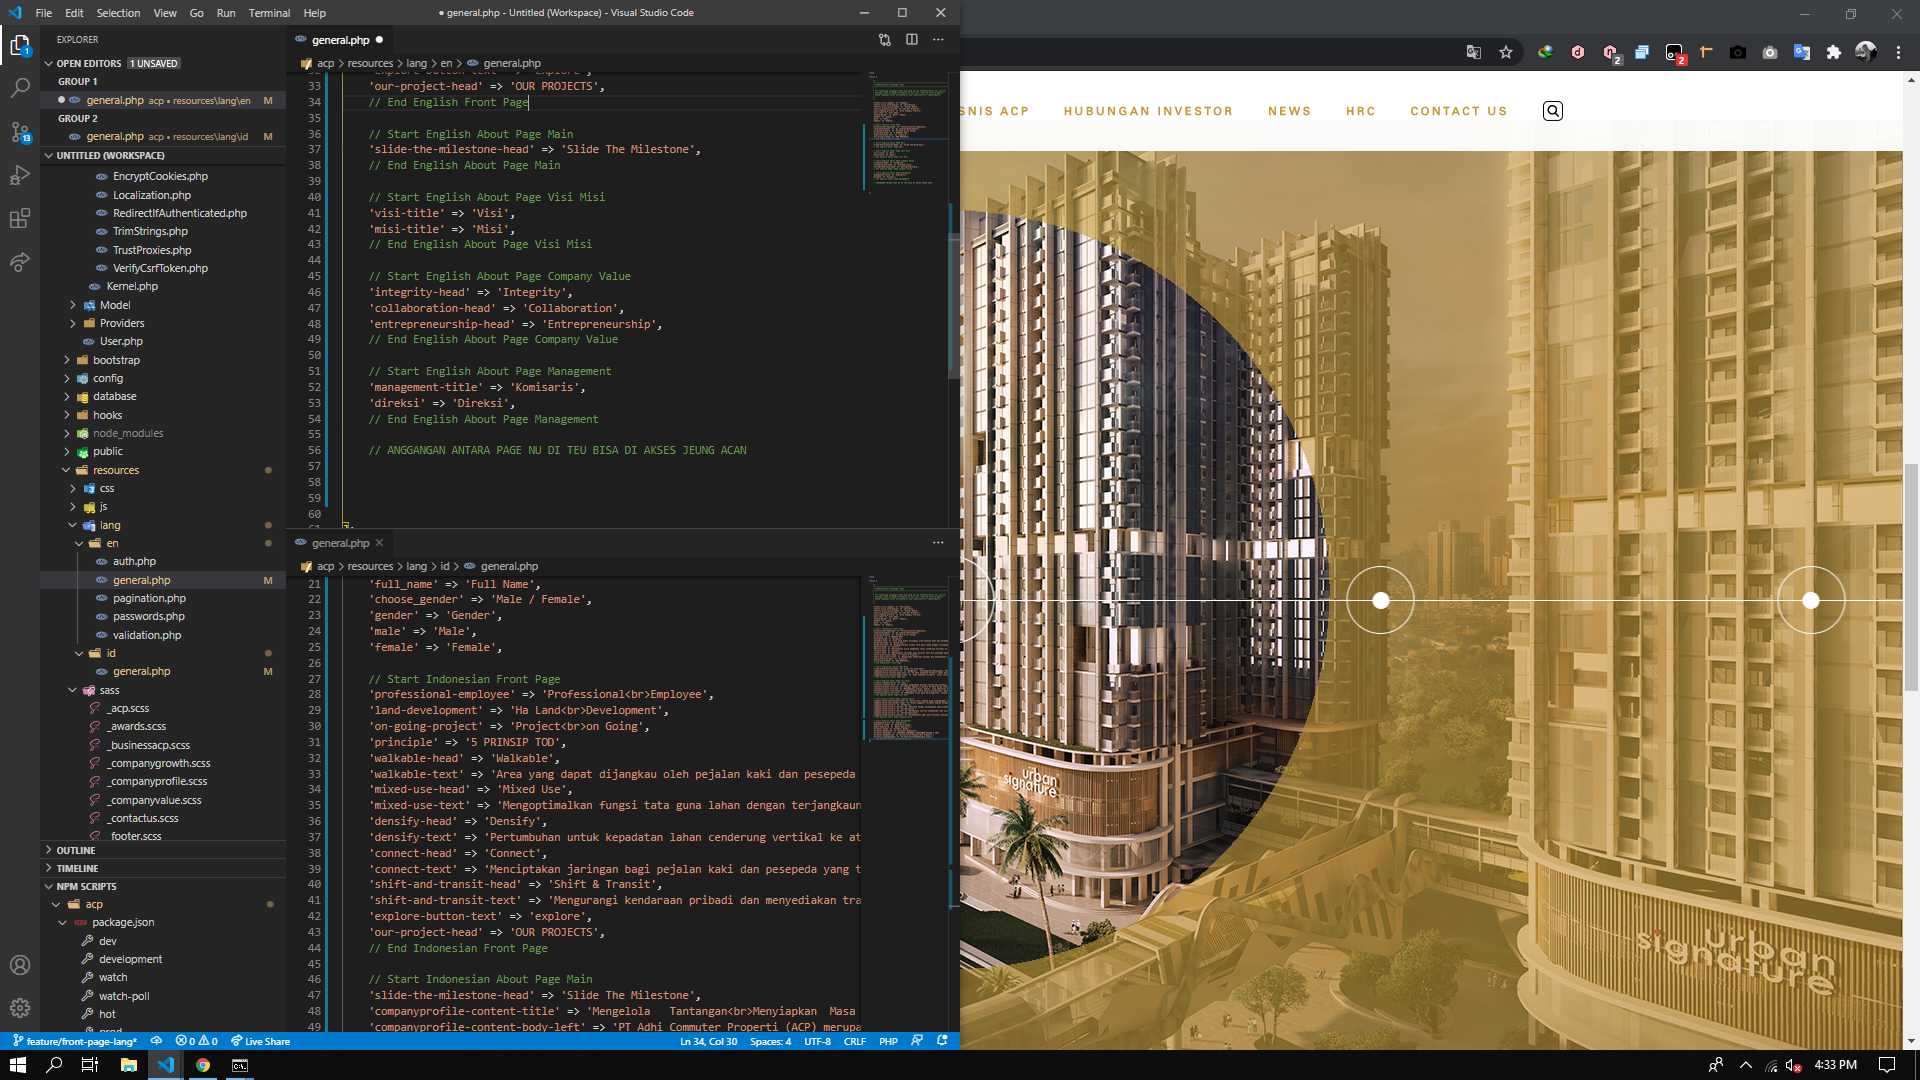 File Edit Selection View Go Run Terminal Help
● general.php - Untitled (Workspace) - Visual Studio Code
EXPLORER
OPEN EDITORS 1 UNSAVED
GROUP 1
general.php acp • resources\lang\en M
GROUP 2
general.php acp • resources\lang\id M
UNTITLED (WORKSPACE)
EncryptCookies.php
Localization.php
RedirectIfAuthenticated.php
TrimStrings.php
TrustProxies.php
VerifyCsrfToken.php
Kernel.php
Model
Providers
User.php
bootstrap
config
database
hooks
node_modules
public
resources
css
js
lang
en
auth.php
general.php M
pagination.php
passwords.php
validation.php
id
general.php M
sass
_acp.scss
_awards.scss
_businessacp.scss
_companygrowth.scss
_companyprofile.scss
_companyvalue.scss
_contactus.scss
_footer.scss
OUTLINE
TIMELINE
NPM SCRIPTS
acp
package.json
dev
development
watch
watch-poll
hot
prod
general.php ●
acp > resources > lang > en > general.php
32 'explore-button-text' => 'explore',
33 'our-project-head' => 'OUR PROJECTS',
34 // End English Front Page
35
36 // Start English About Page Main
37 'slide-the-milestone-head' => 'Slide The Milestone',
38 // End English About Page Main
39
40 // Start English About Page Visi Misi
41 'visi-title' => 'Visi',
42 'misi-title' => 'Misi',
43 // End English About Page Visi Misi
44
45 // Start English About Page Company Value
46 'integrity-head' => 'Integrity',
47 'collaboration-head' => 'Collaboration',
48 'entrepreneurship-head' => 'Entrepreneurship',
49 // End English About Page Company Value
50
51 // Start English About Page Management
52 'management-title' => 'Komisaris',
53 'direksi' => 'Direksi',
54 // End English About Page Management
55
56 // ANGGANGAN ANTARA PAGE NU DI TEU BISA DI AKSES JEUNG ACAN
57
58
59
60
61 ];
general.php
acp > resources > lang > id > general.php
21 'full_name' => 'Full Name',
22 'choose_gender' => 'Male / Female',
23 'gender' => 'Gender',
24 'male' => 'Male',
25 'female' => 'Female',
26
27 // Start Indonesian Front Page
28 'professional-employee' => 'Professional<br>Employee',
29 'land-development' => 'Ha Land<br>Development',
30 'on-going-project' => 'Project<br>on Going',
31 'principle' => '5 PRINSIP TOD',
32 'walkable-head' => 'Walkable',
33 'walkable-text' => 'Area yang dapat dijangkau oleh pejalan kaki dan pesepeda
34 'mixed-use-head' => 'Mixed Use',
35 'mixed-use-text' => 'Mengoptimalkan fungsi tata guna lahan dengan terjangkaun
36 'densify-head' => 'Densify',
37 'densify-text' => 'Pertumbuhan untuk kepadatan lahan cenderung vertikal ke at
38 'connect-head' => 'Connect',
39 'connect-text' => 'Menciptakan jaringan bagi pejalan kaki dan pesepeda yang t
40 'shift-and-transit-head' => 'Shift & Transit',
41 'shift-and-transit-text' => 'Mengurangi kendaraan pribadi dan menyediakan tra
42 'explore-button-text' => 'explore',
43 'our-project-head' => 'OUR PROJECTS',
44 // End Indonesian Front Page
45
46 // Start Indonesian About Page Main
47 'slide-the-milestone-head' => 'Slide The Milestone',
48 'companyprofile-content-title' => 'Mengelola Tantangan<br>Menyiapkan Masa
49 'companyprofile-content-body-left' => 'PT Adhi Commuter Properti (ACP) merupa
feature/front-page-lang* 0 0 Live Share
Ln 34, Col 30 Spaces: 4 UTF-8 CRLF PHP
SNIS ACP HUBUNGAN INVESTOR NEWS HRC CONTACT US
urban
signature
urban
signature
4:33 PM